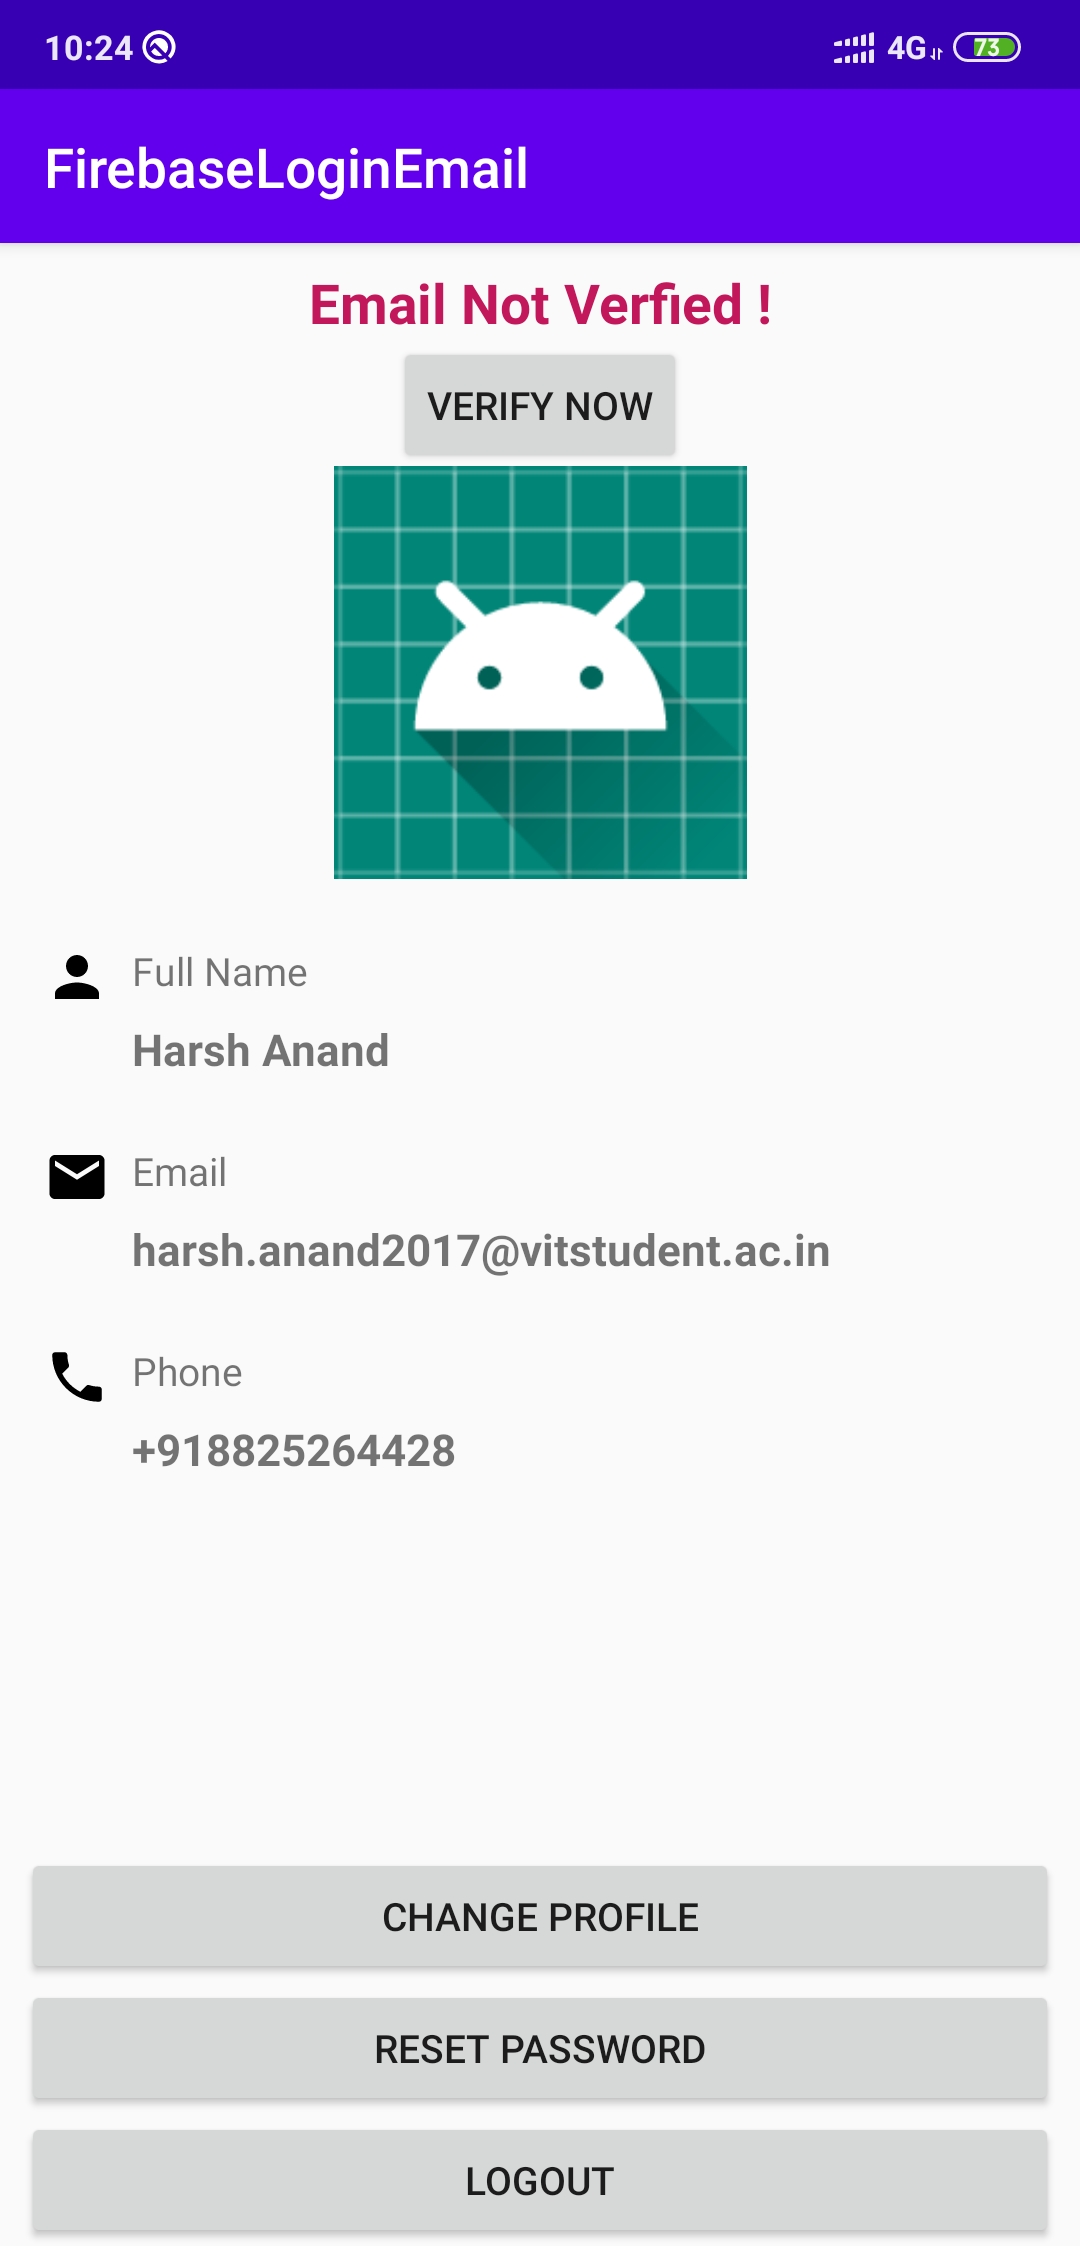 10:24 4G 73
FirebaseLoginEmail
Email Not Verfied !
VERIFY NOW
Full Name
Harsh Anand
Email
harsh.anand2017@vitstudent.ac.in
Phone
+918825264428
CHANGE PROFILE
RESET PASSWORD
LOGOUT